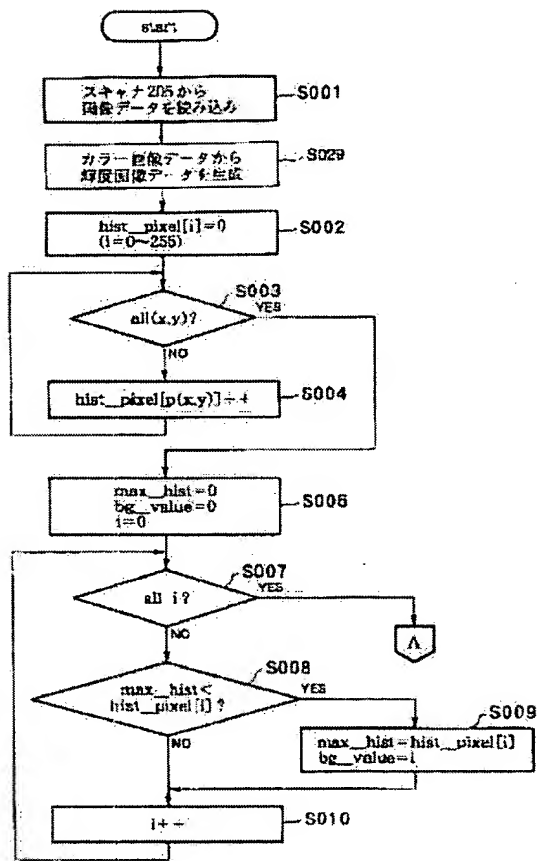 start
スキャナ205から
画像データを読み込み
S001
カラー画像データから
輝度画像データを生成
S029
hist_pixel[i]=0
(i=0~255)
S002
S003
all(x,y)?
YES
NO
hist_pixel[p(x,y)]++
S004
max_hist=0
bg_value=0
i=0
S006
S007
all i?
YES
A
NO
S008
max_hist<
hist_pixel[i]?
YES
NO
S009
max_hist=hist_pixel[i]
bg_value=i
i++
S010